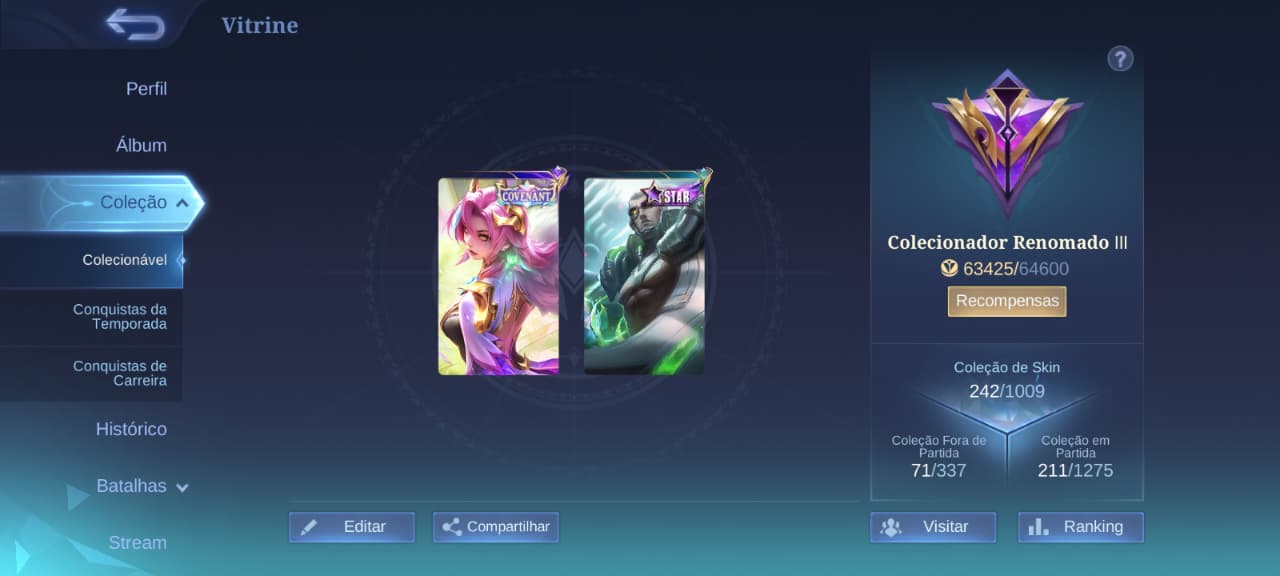 Vitrine
Perfil
Álbum
Coleção
Colecionável
Conquistas da
Temporada
Conquistas de
Carreira
Histórico
Batalhas
Stream
COVENANT
STAR
Editar
Compartilhar
?
Colecionador Renomado III
63425/64600
Recompensas
Coleção de Skin
242/1009
Coleção Fora de
Partida
71/337
Coleção em
Partida
211/1275
Visitar
Ranking